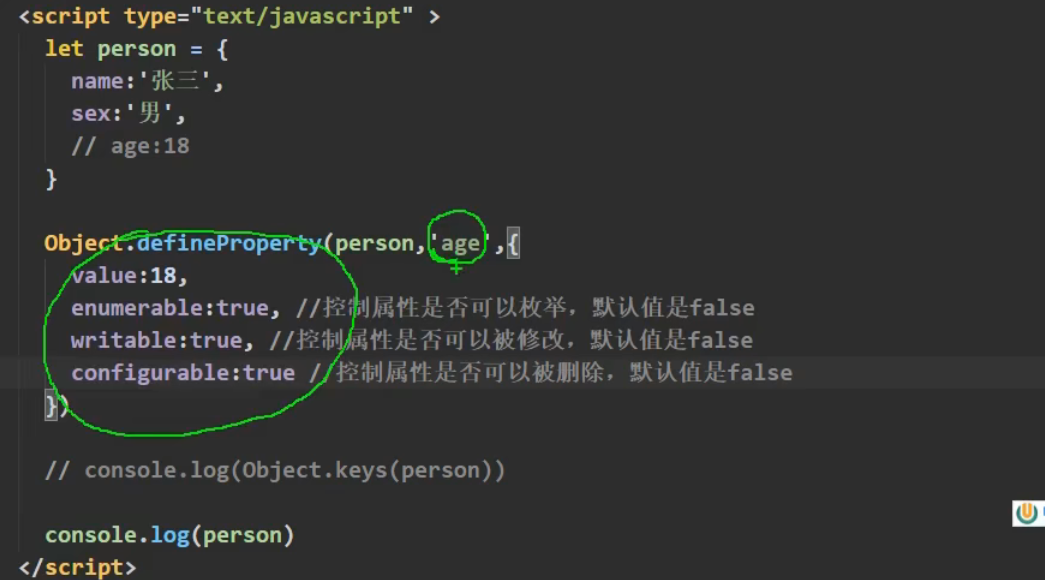 <script type="text/javascript" >
let person = {
name:'张三',
sex:'男',
// age:18
}
Object.defineProperty(person,'age',{
value:18,
enumerable:true, //控制属性是否可以枚举，默认值是false
writable:true, //控制属性是否可以被修改，默认值是false
configurable:true //控制属性是否可以被删除，默认值是false
})
// console.log(Object.keys(person))
console.log(person)
</script>